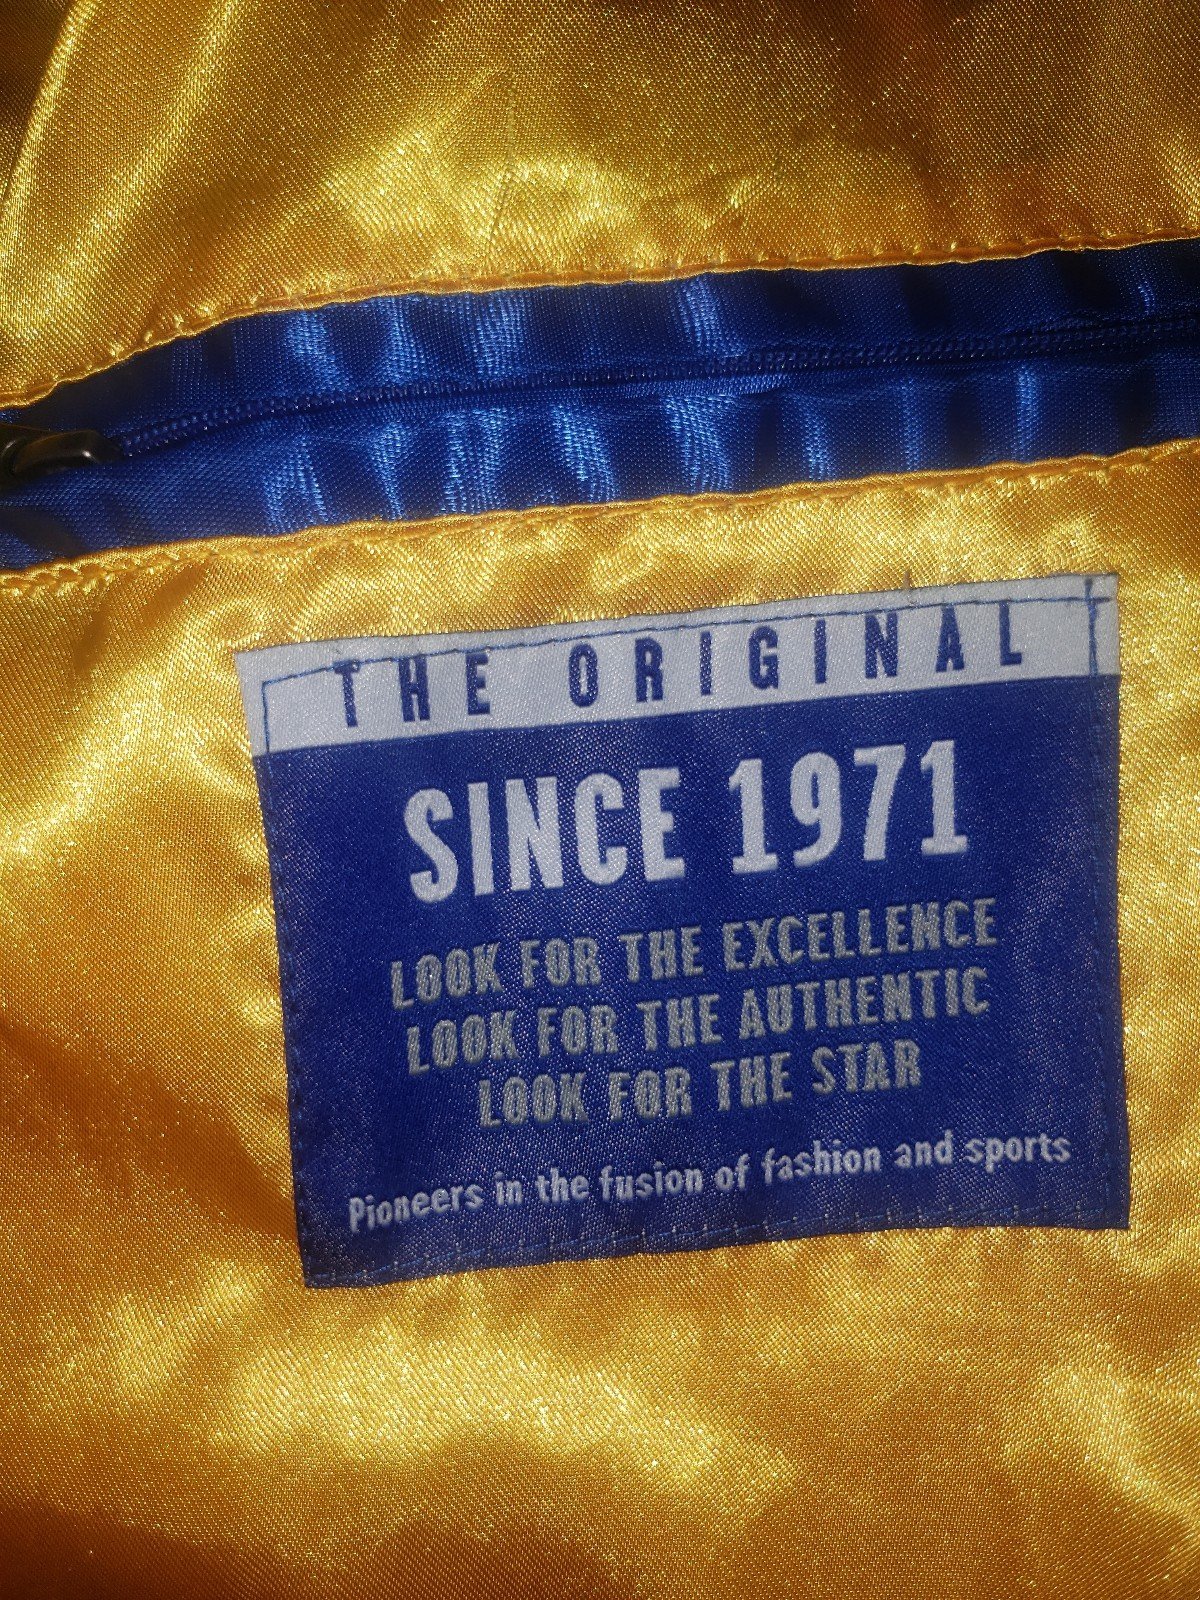 THE ORIGINAL
SINCE 1971
LOOK FOR THE EXCELLENCE
LOOK FOR THE AUTHENTIC
LOOK FOR THE STAR
Pioneers in the fusion of fashion and sports